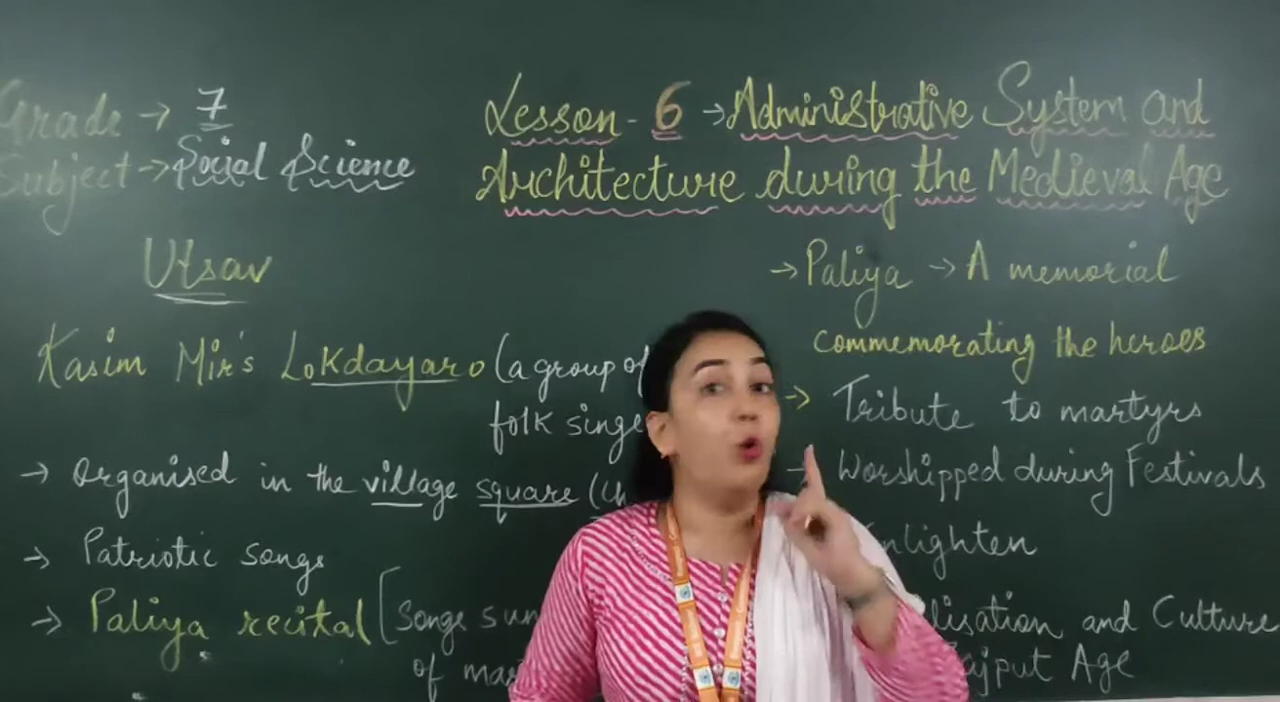 Grade → 7
Subject → Social Science
Lesson - 6 → Administrative System and
Architecture during the Medieval Age
Utsav
Kasim Mir's Lokdayaro (a group of
folk singe
→ Organised in the village square (
→ Patriotic songs
→ Paliya recital [Songs sun
of mar
→ Paliya → A memorial
commemorating the heroes
→ Tribute to martyrs
→ Worshipped during Festivals
nlighten
lisation and Culture
ajput Age